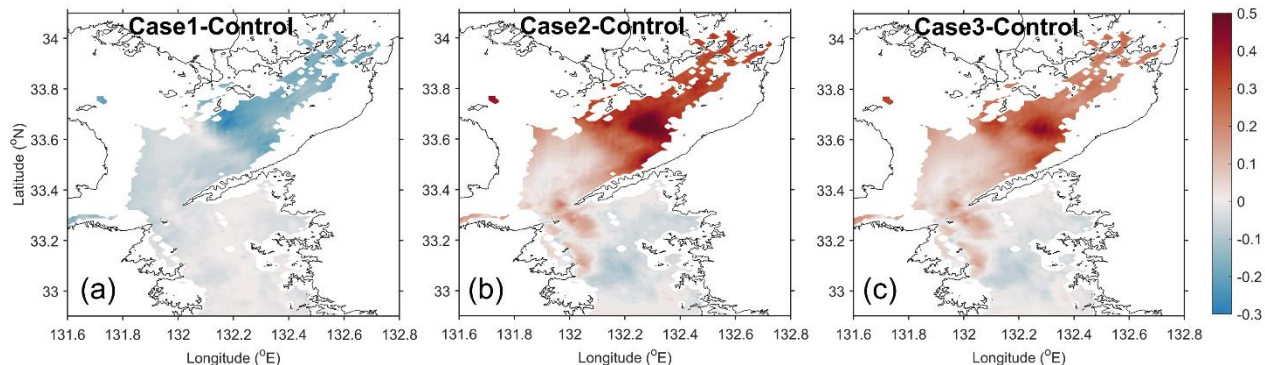 Case1-Control
Case2-Control
Case3-Control
Latitude (°N)
34
33.8
33.6
33.4
33.2
33
(a)
(b)
(c)
131.6 131.8 132 132.2 132.4 132.6 132.8
131.6 131.8 132 132.2 132.4 132.6 132.8
131.6 131.8 132 132.2 132.4 132.6 132.8
Longitude (°E)
Longitude (°E)
Longitude (°E)
0.5
0.4
0.3
0.2
0.1
0
-0.1
-0.2
-0.3